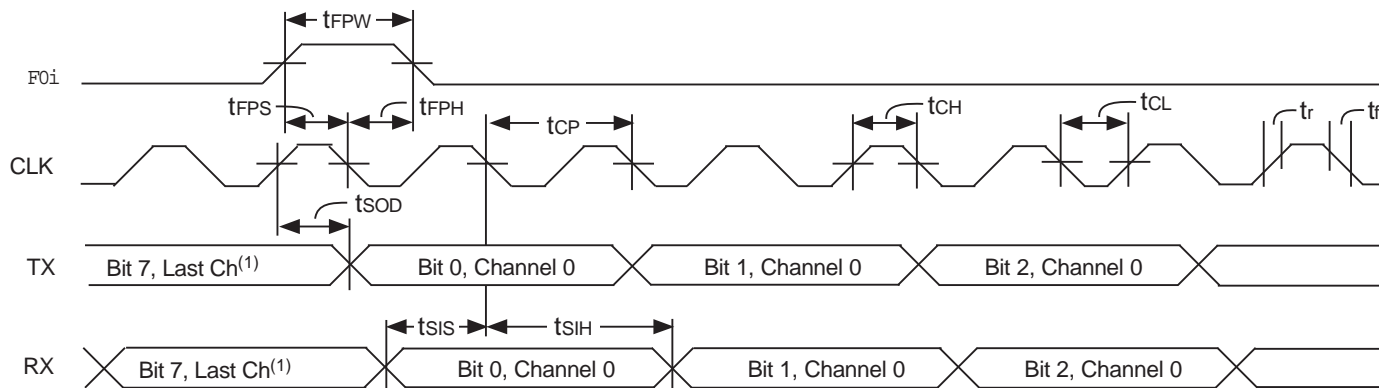 tFPW
F0i
tFPS
tFPH
tCP
tCH
tCL
tr
tf
CLK
tSOD
TX
Bit 7, Last Ch(1)
Bit 0, Channel 0
Bit 1, Channel 0
Bit 2, Channel 0
tSIS
tSIH
RX
Bit 7, Last Ch(1)
Bit 0, Channel 0
Bit 1, Channel 0
Bit 2, Channel 0